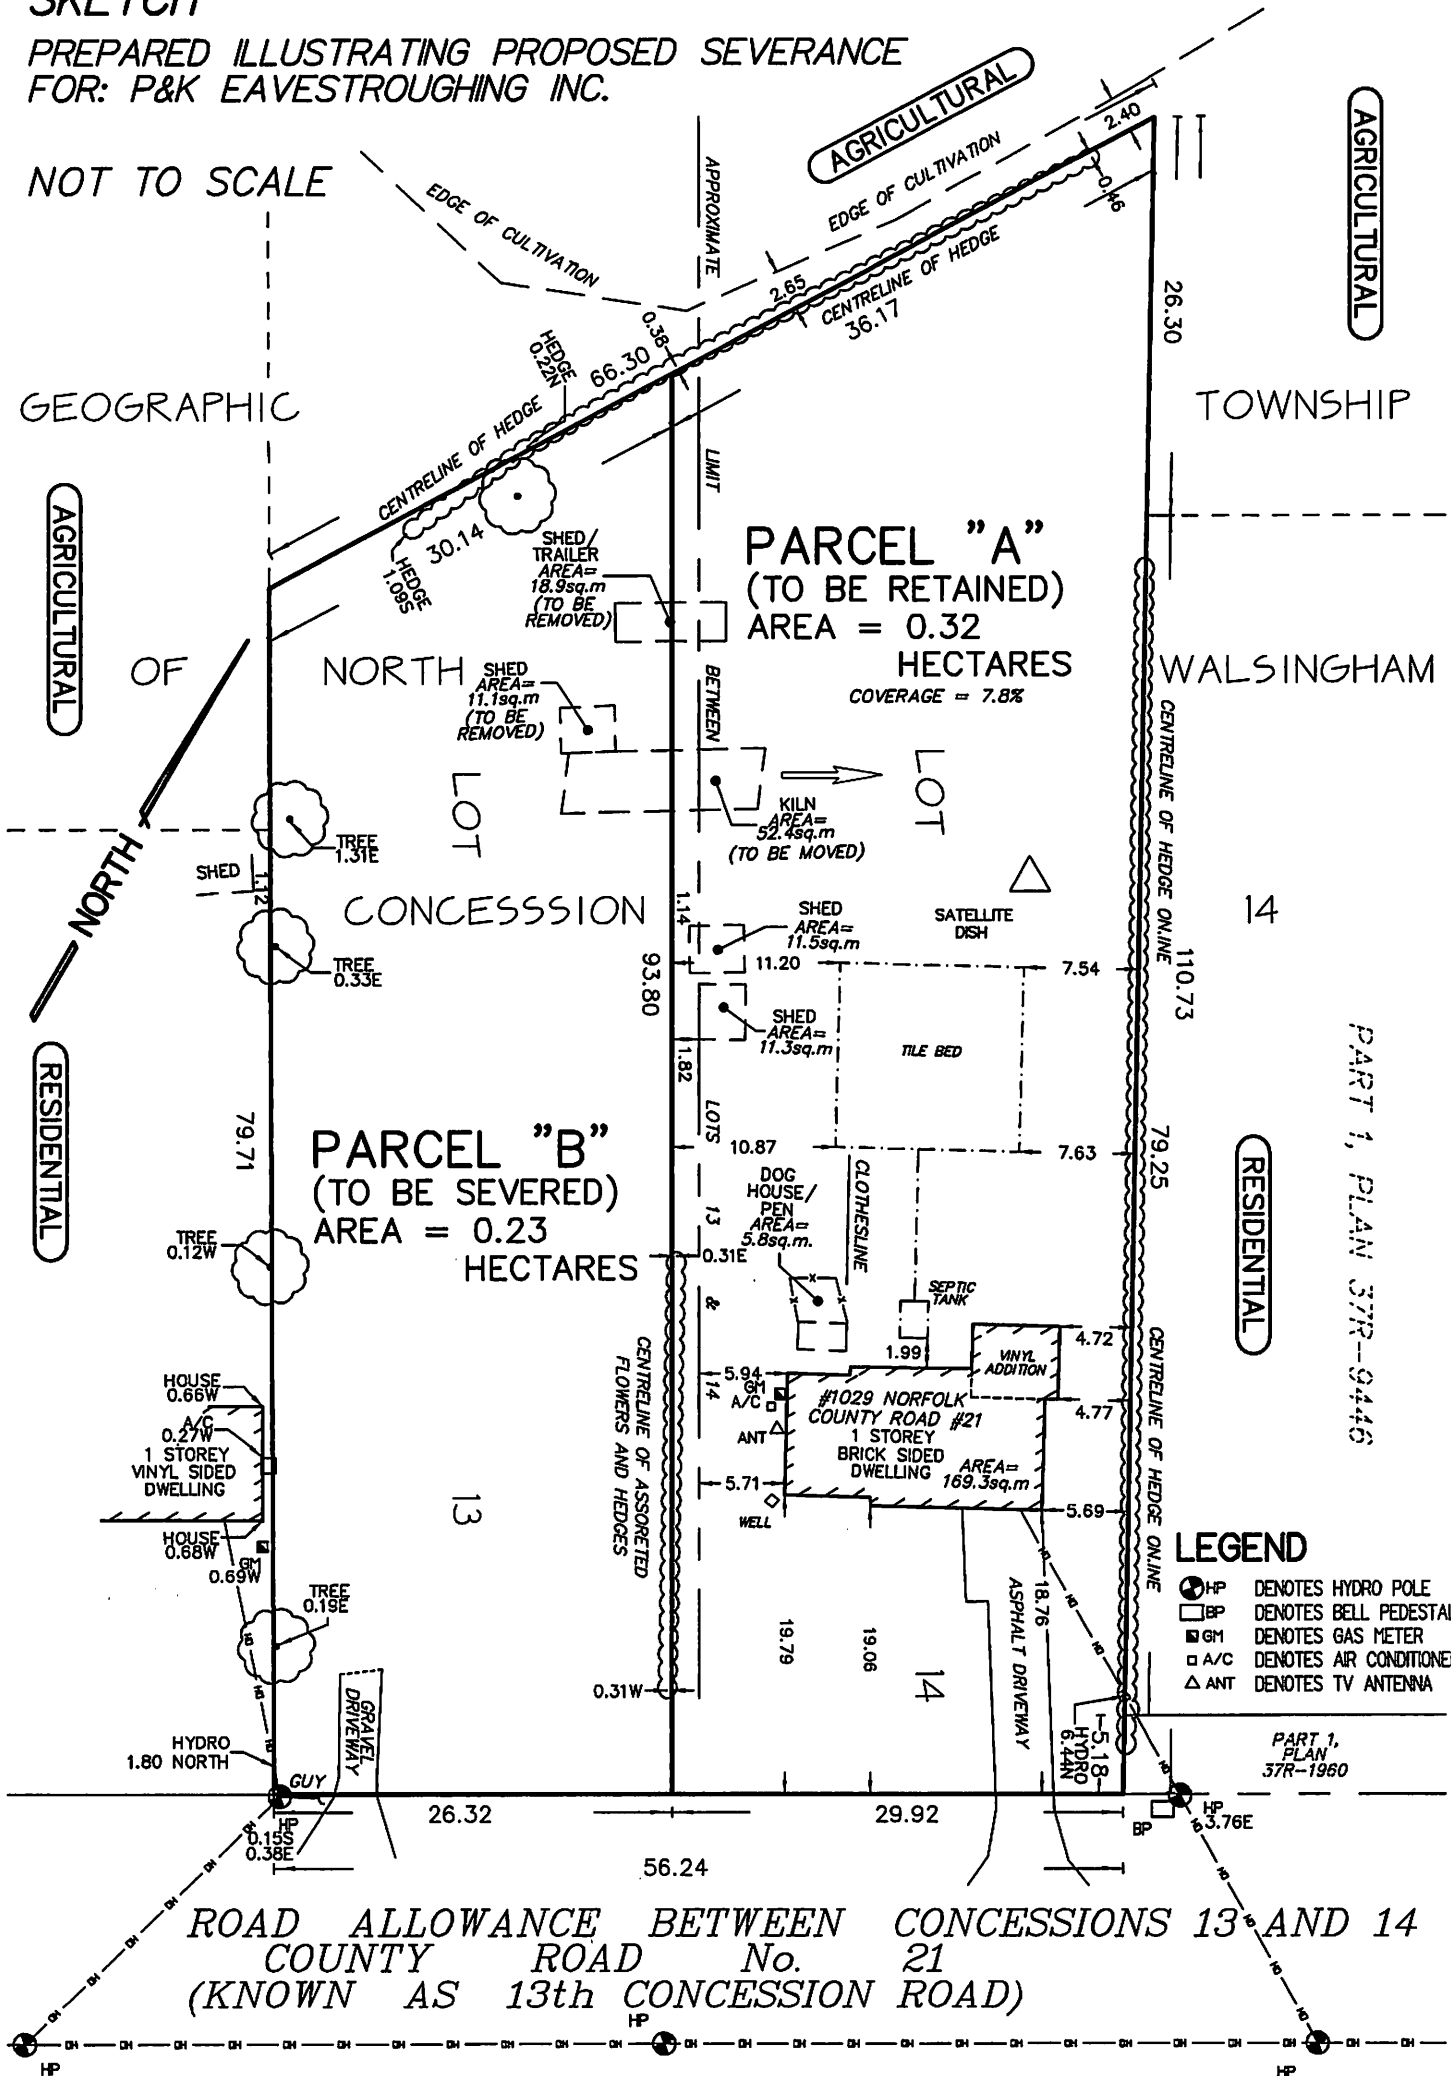 SKETCH
PREPARED ILLUSTRATING PROPOSED SEVERANCE
FOR: P&K EAVESTROUGHING INC.
NOT TO SCALE
AGRICULTURAL
AGRICULTURAL
2.40
0.46
EDGE OF CULTIVATION
EDGE OF CULTIVATION
APPROXIMATE
2.65
CENTRELINE OF HEDGE
36.17
26.30
0.38
66.30
HEDGE
0.22N
GEOGRAPHIC
TOWNSHIP
CENTRELINE OF HEDGE
LIMIT
AGRICULTURAL
30.14
HEDGE
1.09S
SHED/
TRAILER
AREA=
18.9sq.m
(TO BE
REMOVED)
PARCEL "A"
(TO BE RETAINED)
AREA = 0.32
HECTARES
COVERAGE = 7.8%
OF
NORTH
WALSINGHAM
SHED
AREA=
11.1sq.m
(TO BE
REMOVED)
BETWEEN
CENTRELINE OF HEDGE ON.INE
LOT
LOT
KILN
AREA=
52.4sq.m
(TO BE MOVED)
TREE
1.31E
SHED
1.12
NORTH
CONCESSSION
14
1.14
SHED
AREA=
11.5sq.m
SATELLITE
DISH
TREE
0.33E
93.80
11.20
7.54
110.73
SHED
AREA=
11.3sq.m
TILE BED
1.82
PART 1, PLAN 37R-9446
RESIDENTIAL
79.71
LOTS
PARCEL "B"
(TO BE SEVERED)
AREA = 0.23
HECTARES
10.87
7.63
79.25
RESIDENTIAL
DOG
HOUSE/
PEN
AREA=
5.8sq.m.
CLOTHESLINE
13
TREE
0.12W
0.31E
&
SEPTIC
TANK
1.99
VINYL
ADDITION
4.72
CENTRELINE OF HEDGE ON.INE
CENTRELINE OF ASSORETED
FLOWERS AND HEDGES
5.94
14
GM
A/C
ANT
#1029 NORFOLK
COUNTY ROAD #21
1 STOREY
BRICK SIDED
DWELLING
AREA=
169.3sq.m
4.77
HOUSE
0.66W
A/C
0.27W
1 STOREY
VINYL SIDED
DWELLING
5.71
WELL
5.69
13
HOUSE
0.68W
GM
0.69W
LEGEND
HP DENOTES HYDRO POLE
BP DENOTES BELL PEDESTAL
GM DENOTES GAS METER
A/C DENOTES AIR CONDITIONE
ANT DENOTES TV ANTENNA
TREE
0.19E
19.79
19.06
18.76
ASPHALT DRIVEWAY
14
0.31W
GRAVEL
DRIVEWAY
HYDRO
1.80 NORTH
5.18
HYDRO
6.44N
PART 1,
PLAN
37R-1960
GUY
HP
0.15S
0.38E
26.32
29.92
BP
HP
3.76E
56.24
ROAD ALLOWANCE BETWEEN CONCESSIONS 13 AND 14
COUNTY ROAD No. 21
(KNOWN AS 13th CONCESSION ROAD)
HP
HP
HP